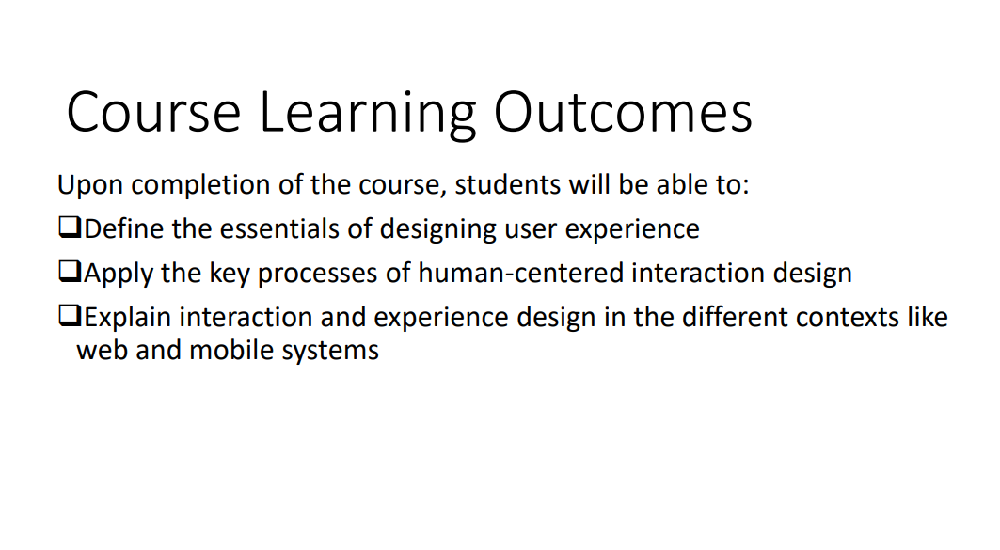 Course Learning Outcomes
Upon completion of the course, students will be able to:
❑Define the essentials of designing user experience
❑Apply the key processes of human-centered interaction design
❑Explain interaction and experience design in the different contexts like
web and mobile systems